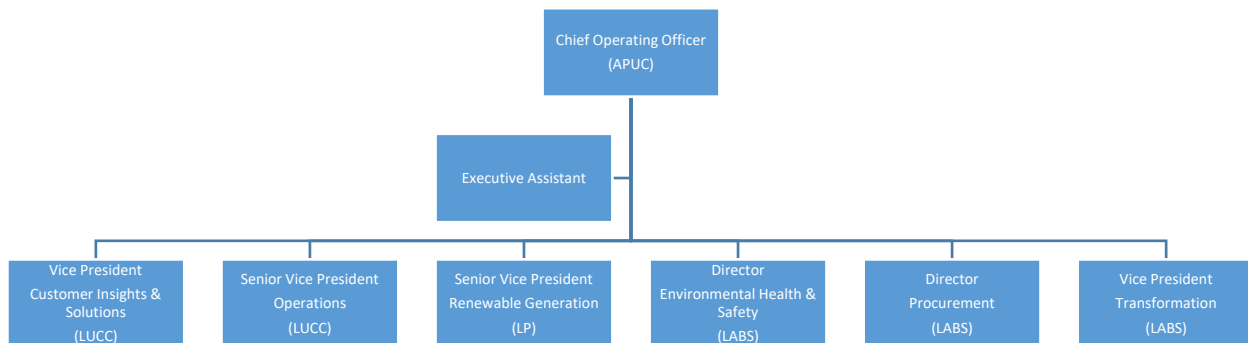 Chief Operating Officer
(APUC)
Executive Assistant
Vice President
Customer Insights &
Solutions
(LUCC)
Senior Vice President
Operations
(LUCC)
Senior Vice President
Renewable Generation
(LP)
Director
Environmental Health &
Safety
(LABS)
Director
Procurement
(LABS)
Vice President
Transformation
(LABS)